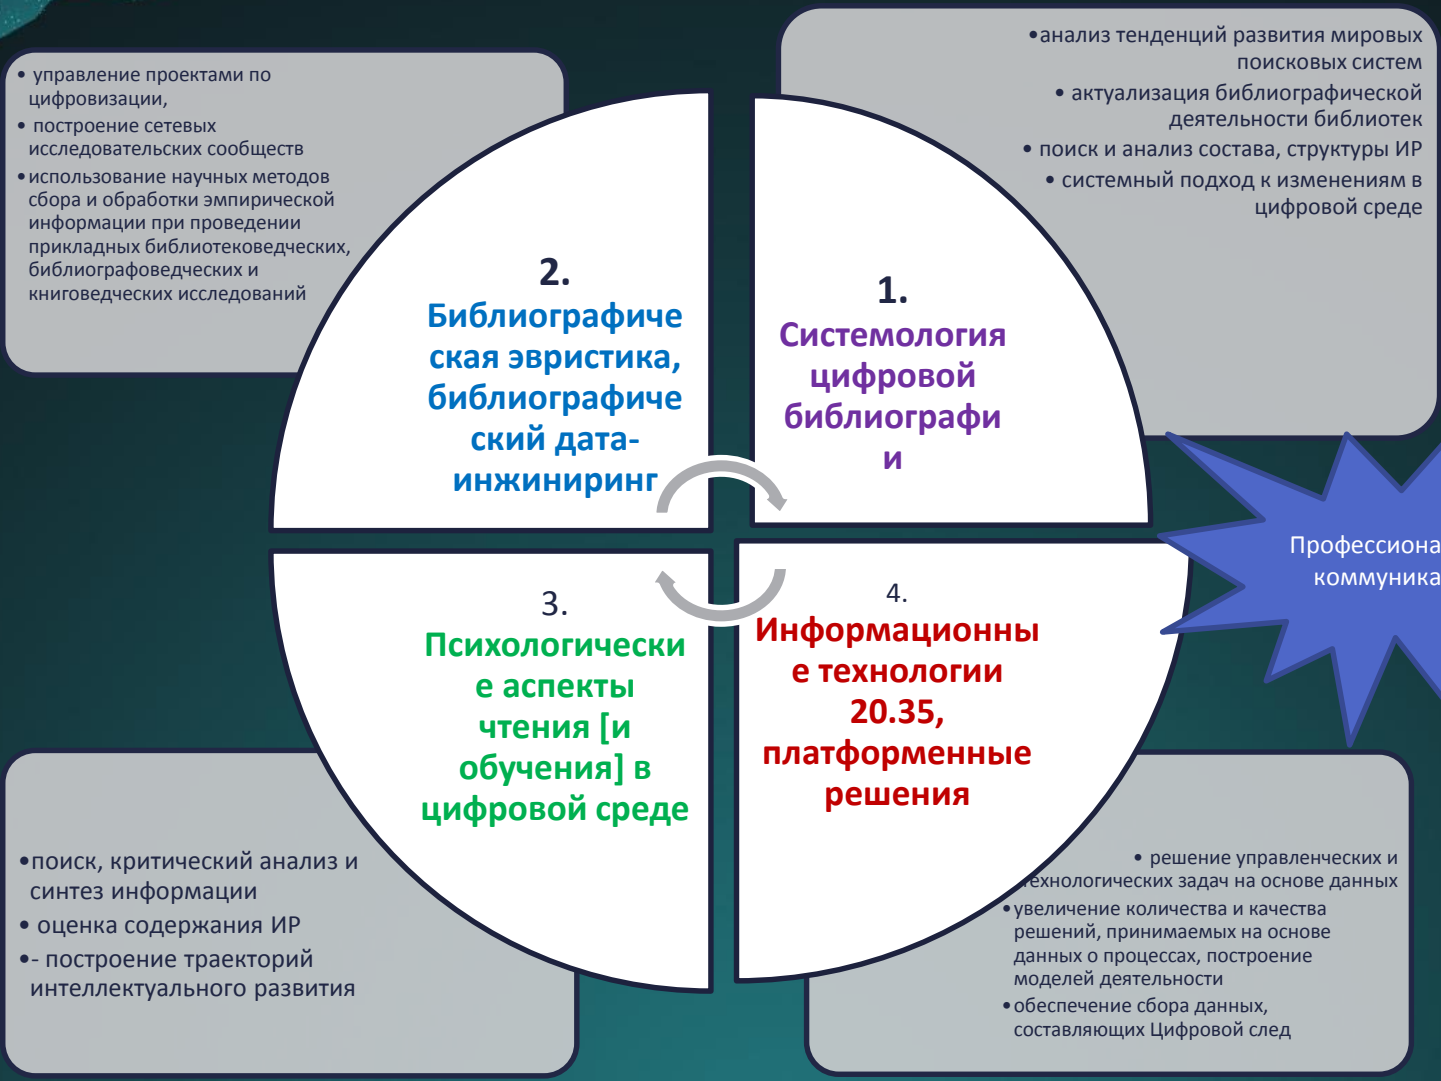 • управление проектами по
цифровизации,
• построение сетевых
исследовательских сообществ
•использование научных методов
сбора и обработки эмпирической
информации при проведении
прикладных библиотековедческих,
библиографоведческих и
книговедческих исследований
•анализ тенденций развития мировых
поисковых систем
• актуализация библиографической
деятельности библиотек
• поиск и анализ состава, структуры ИР
• системный подход к изменениям в
цифровой среде
2.
Библиографиче
ская эвристика,
библиографиче
ский дата-
инжиниринг
1.
Системология
цифровой
библиографи
и
Профессиона
коммуника
3.
Психологически
е аспекты
чтения [и
обучения] в
цифровой среде
4.
Информационны
е технологии
20.35,
платформенные
решения
•поиск, критический анализ и
синтез информации
• оценка содержания ИР
•- построение траекторий
интеллектуального развития
• решение управленческих и
технологических задач на основе данных
•увеличение количества и качества
решений, принимаемых на основе
данных о процессах, построение
моделей деятельности
•обеспечение сбора данных,
составляющих Цифровой след